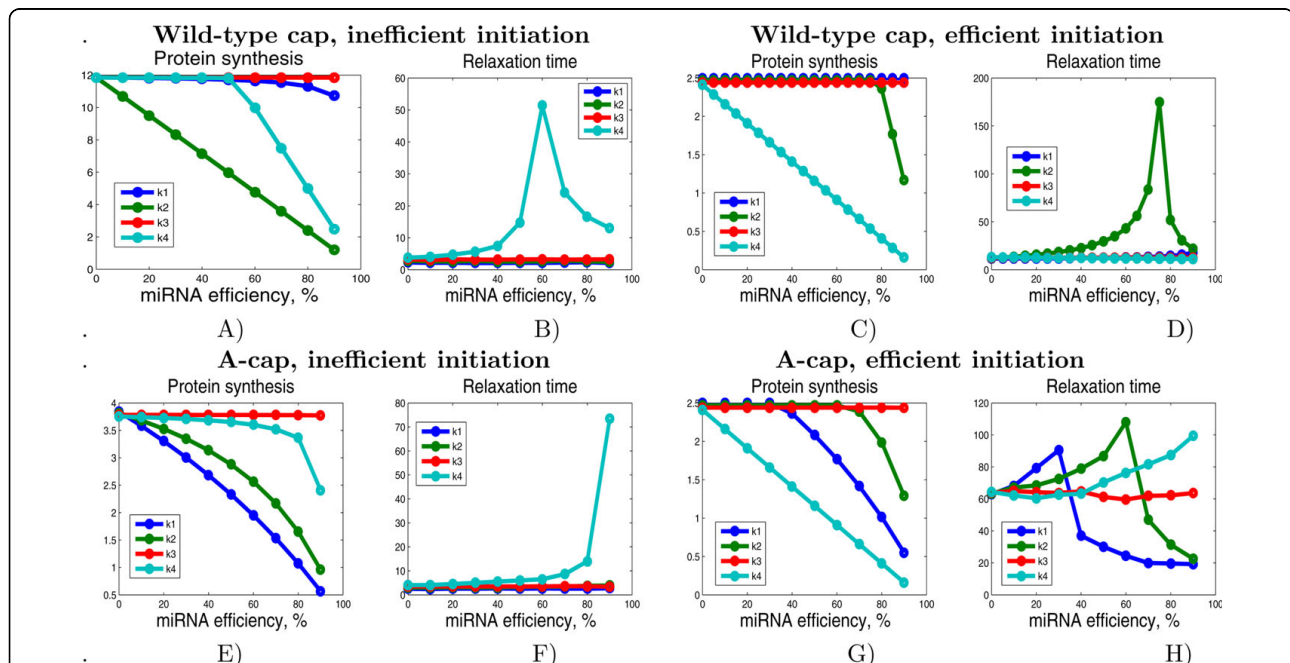 Wild-type cap, inefficient initiation
Protein synthesis
12
10
8
6
4
2
0
0 20 40 60 80 100
k1
k2
k3
k4
miRNA efficiency, %
A)
Relaxation time
60
50
40
30
20
10
0
0 20 40 60 80 100
k1
k2
k3
k4
miRNA efficiency, %
B)
Wild-type cap, efficient initiation
Protein synthesis
2.5
2
1.5
1
0.5
0
0 20 40 60 80 100
k1
k2
k3
k4
miRNA efficiency, %
C)
Relaxation time
200
150
100
50
0
0 20 40 60 80 100
k1
k2
k3
k4
miRNA efficiency, %
D)
A-cap, inefficient initiation
Protein synthesis
4
3.5
3
2.5
2
1.5
1
0.5
0 20 40 60 80 100
k1
k2
k3
k4
miRNA efficiency, %
E)
Relaxation time
80
70
60
50
40
30
20
10
0
0 20 40 60 80 100
k1
k2
k3
k4
miRNA efficiency, %
F)
A-cap, efficient initiation
Protein synthesis
2.5
2
1.5
1
0.5
0
0 20 40 60 80 100
k1
k2
k3
k4
miRNA efficiency, %
G)
Relaxation time
120
100
80
60
40
20
0
0 20 40 60 80 100
k1
k2
k3
k4
miRNA efficiency, %
H)